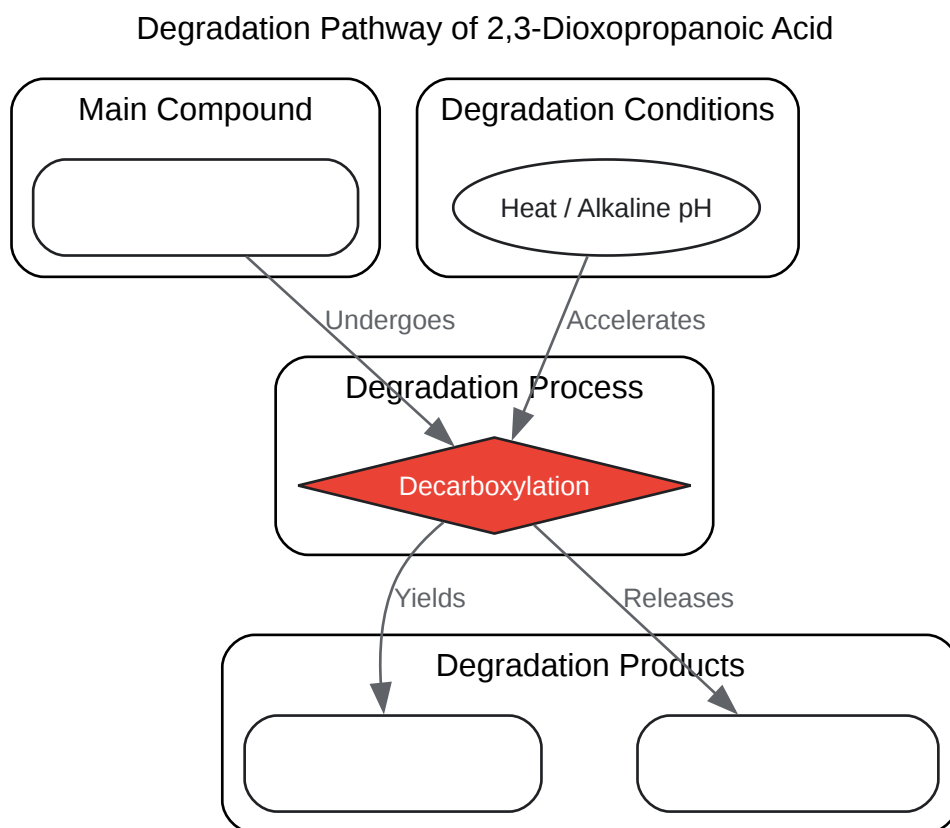 Degradation Pathway of 2,3-Dioxopropanoic Acid
Main Compound
Degradation Conditions
Heat / Alkaline pH
Undergoes
Accelerates
Degradation Process
Decarboxylation
Yields
Releases
Degradation Products